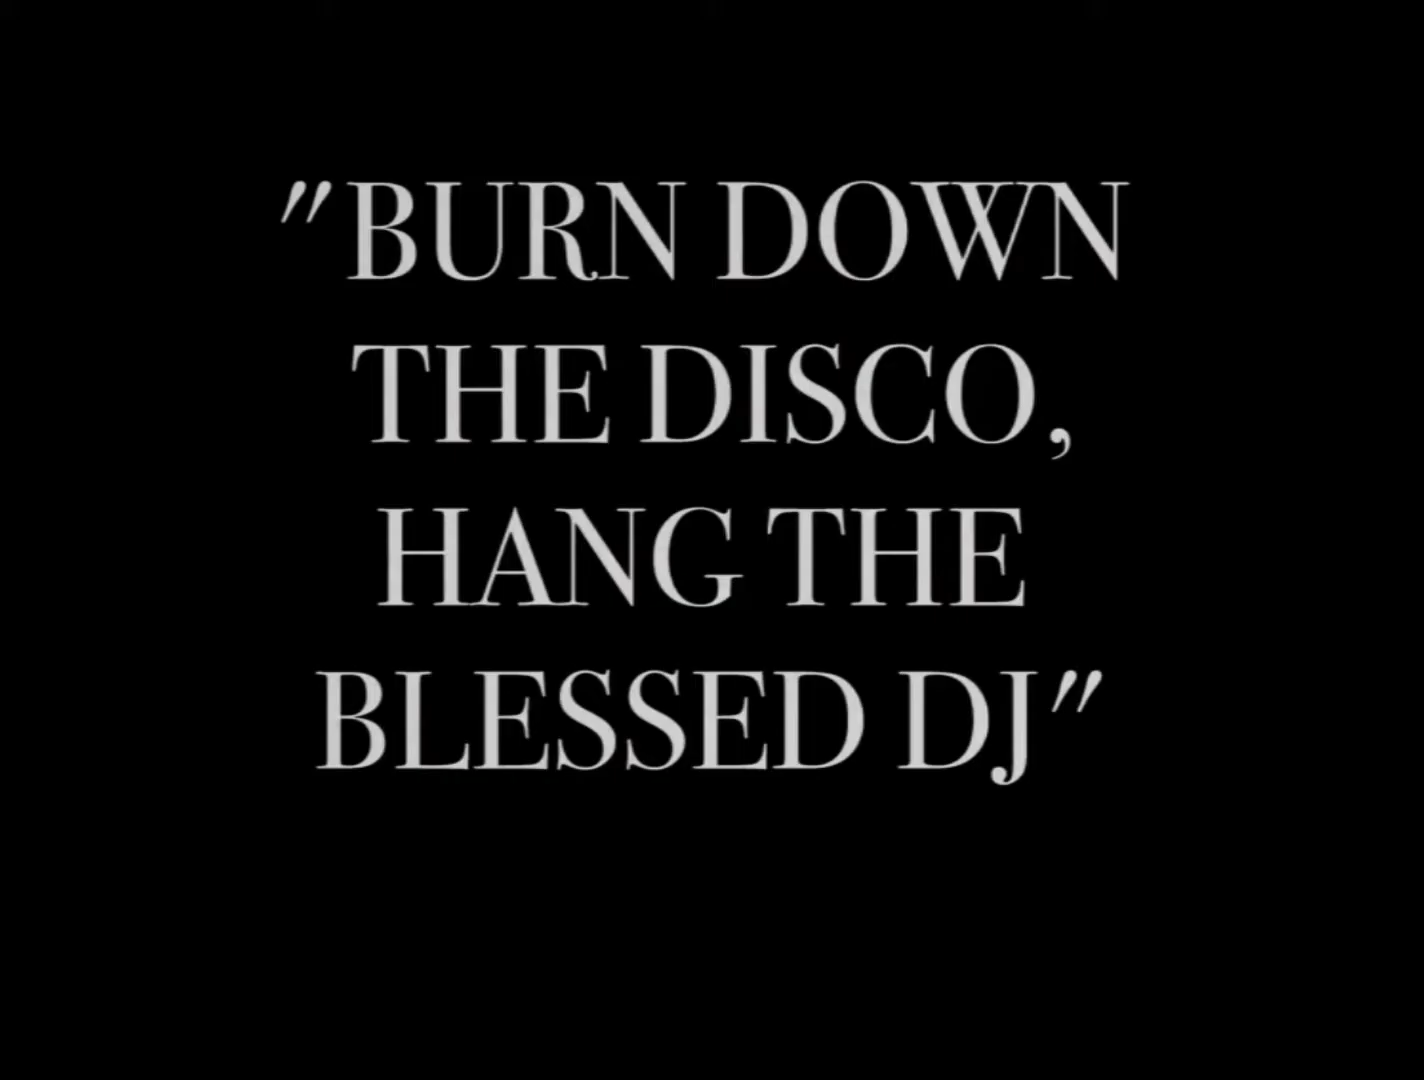 "BURN DOWN
THE DISCO,
HANG THE
BLESSED DJ"